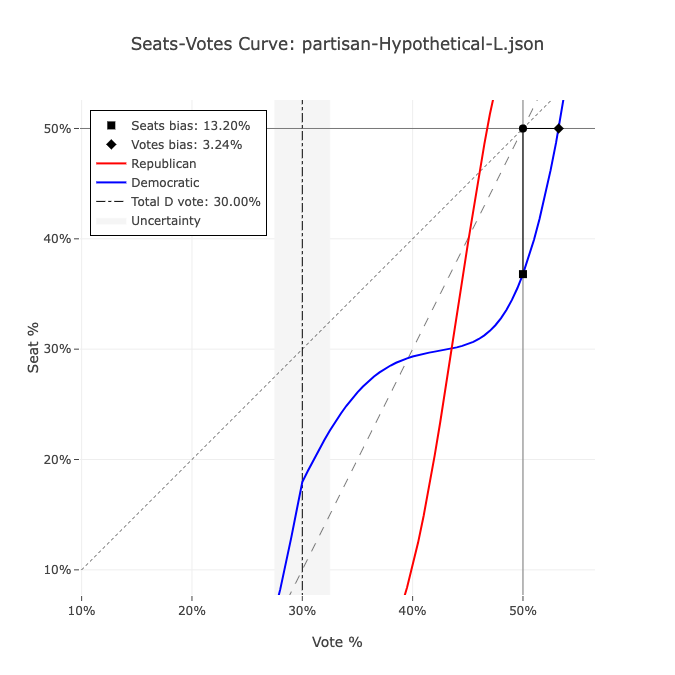 Seats-Votes Curve: partisan-Hypothetical-L.json
Seats bias: 13.20%
Votes bias: 3.24%
Republican
Democratic
Total D vote: 30.00%
Uncertainty
50%
40%
30%
20%
10%
Seat %
10%
20%
30%
40%
50%
Vote %